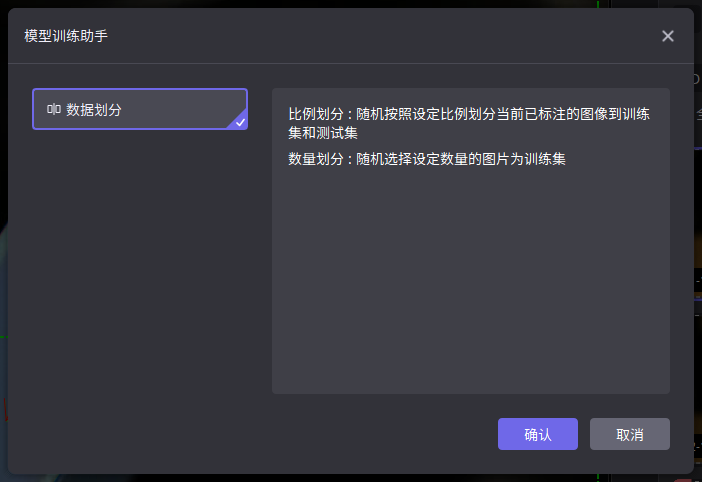 模型训练助手
数据划分
比例划分：随机按照设定比例划分当前已标注的图像到训练
集和测试集
数量划分：随机选择设定数量的图片为训练集
确认
取消